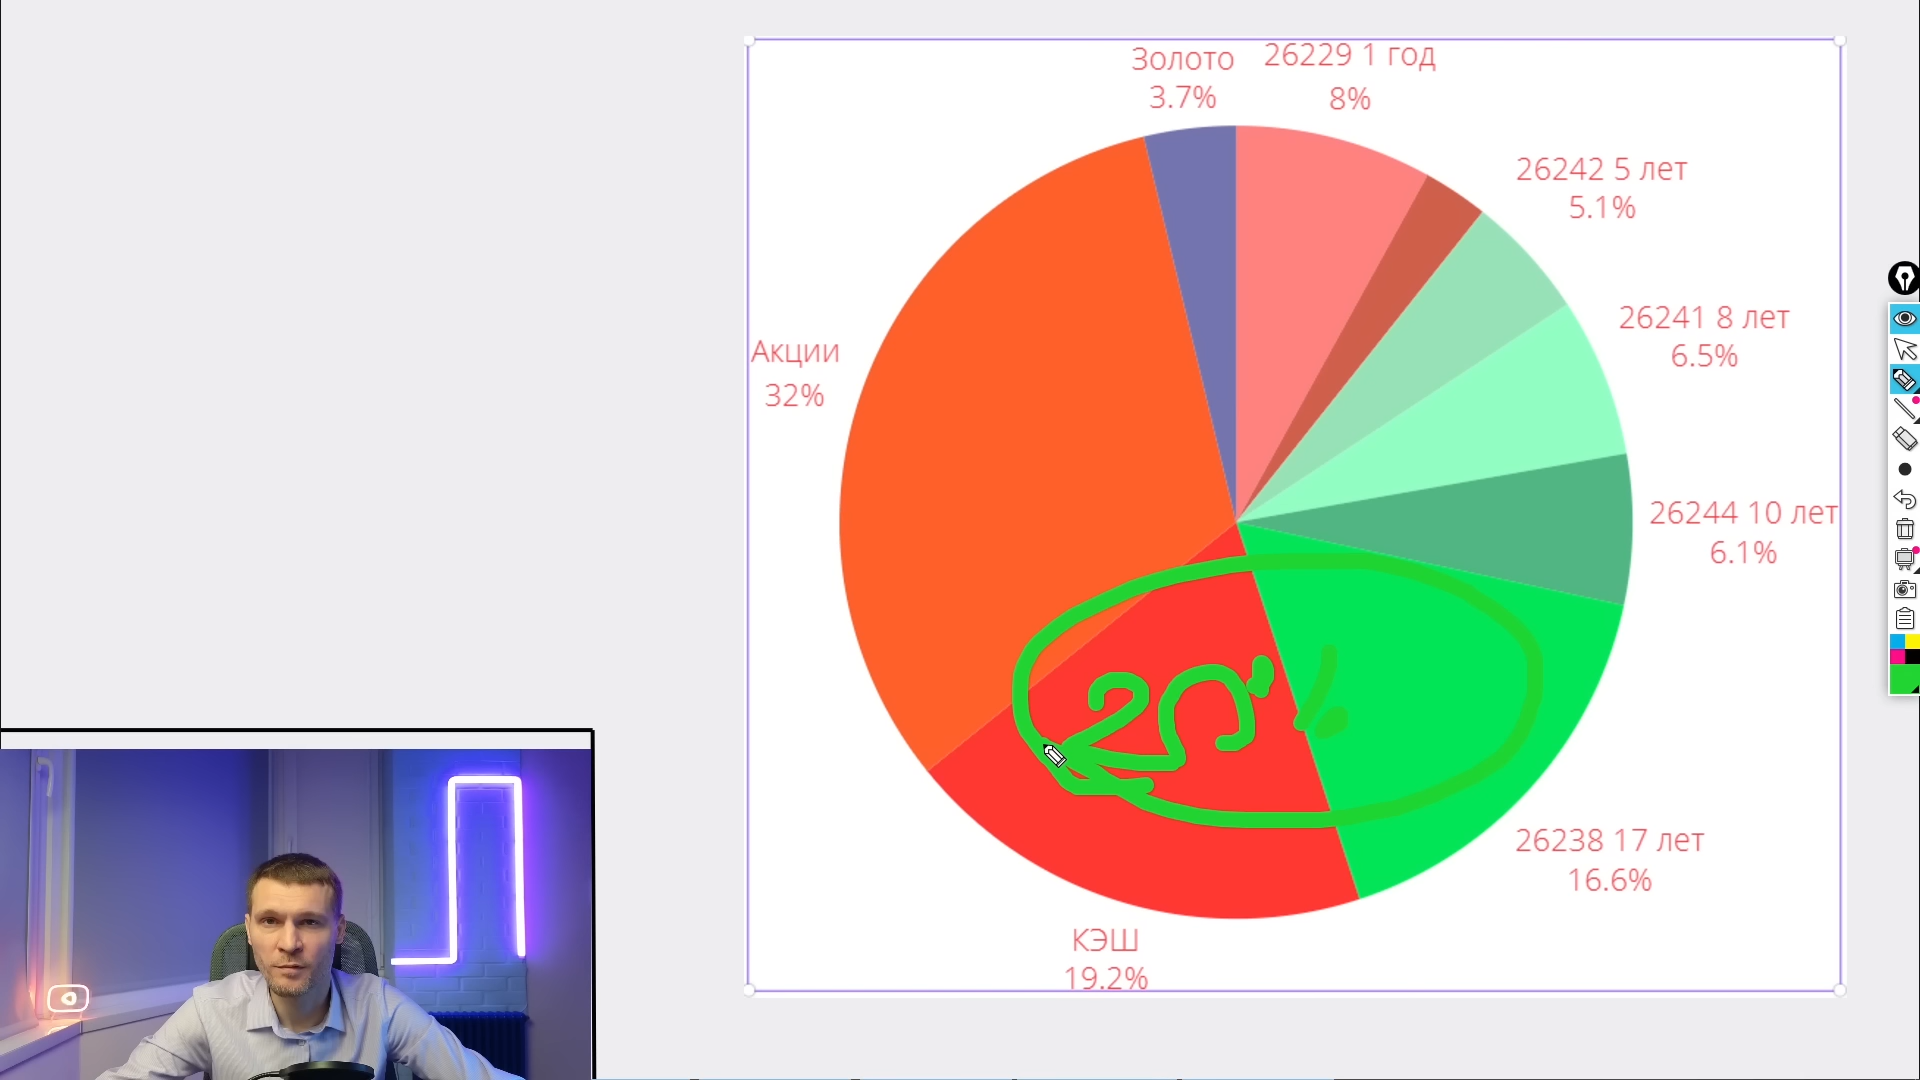 Золото
3.7%
26229 1 год
8%
26242 5 лет
5.1%
26241 8 лет
6.5%
Акции
32%
26244 10 лет
6.1%
20%
26238 17 лет
16.6%
КЭШ
19.2%